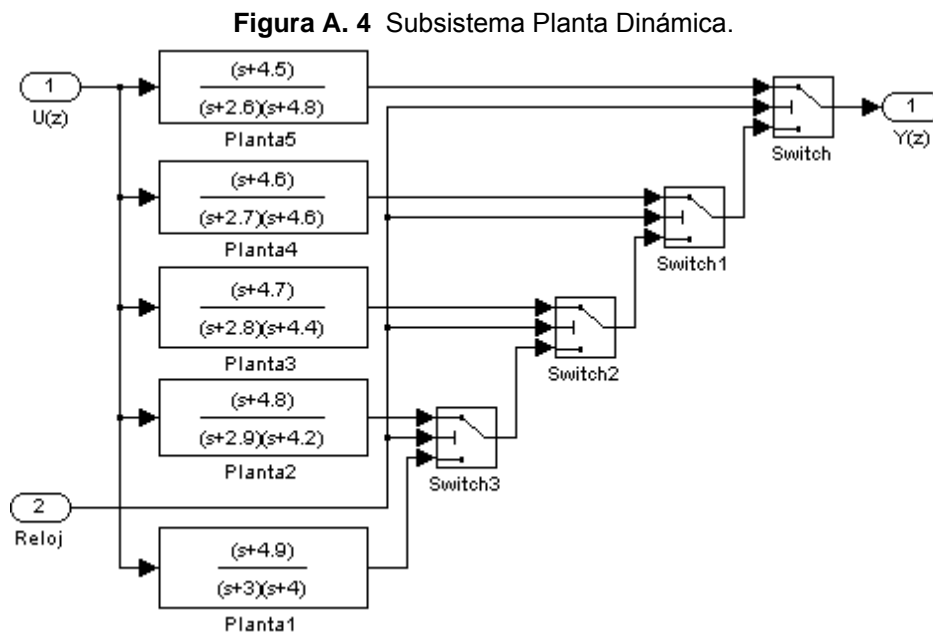 Figura A. 4 Subsistema Planta Dinámica.
1
U(z)
(s+4.5)
(s+2.6)(s+4.8)
Planta5
Switch
1
Y(z)
(s+4.6)
(s+2.7)(s+4.6)
Planta4
Switch1
(s+4.7)
(s+2.8)(s+4.4)
Planta3
Switch2
(s+4.8)
(s+2.9)(s+4.2)
Planta2
Switch3
2
Reloj
(s+4.9)
(s+3)(s+4)
Planta1